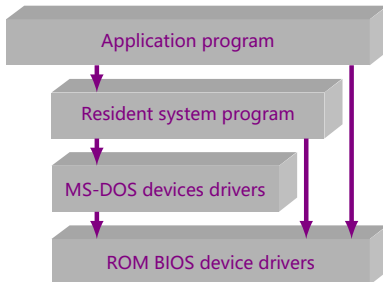 Application program
Resident system program
MS-DOS devices drivers
ROM BIOS device drivers